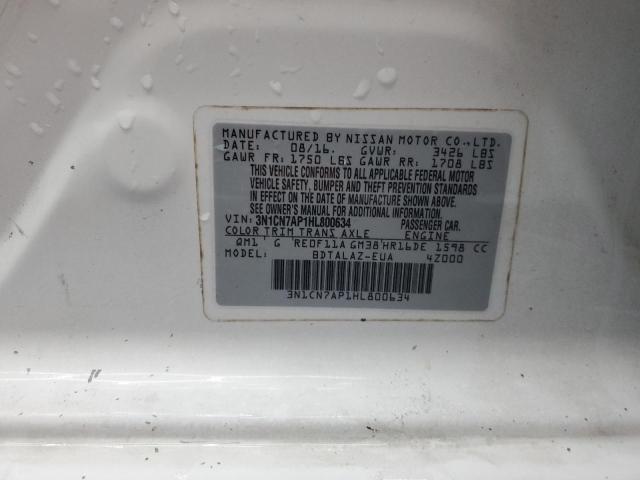 MANUFACTURED BY NISSAN MOTOR CO., LTD.
DATE: 08/16. GVWR: 3426 LBS
GAWR FR: 1750 LBS GAWR RR: 1708 LBS
THIS VEHICLE CONFORMS TO ALL APPLICABLE FEDERAL MOTOR
VEHICLE SAFETY, BUMPER AND THEFT PREVENTION STANDARDS
IN EFFECT ON THE DATE OF MANUFACTURE SHOWN ABOVE.
SEE OWNER'S MANUAL FOR ADDITIONAL INFORMATION.
VIN: 3N1CN7AP1HL800634 PASSENGER CAR.
COLOR TRIM TRANS AXLE ENGINE
QM1 ' G ' RE0F11A GM38'HR16DE 1598 CC
MODEL: BDTALAZ-EUA 4Z000
3N1CN7AP1HL800634